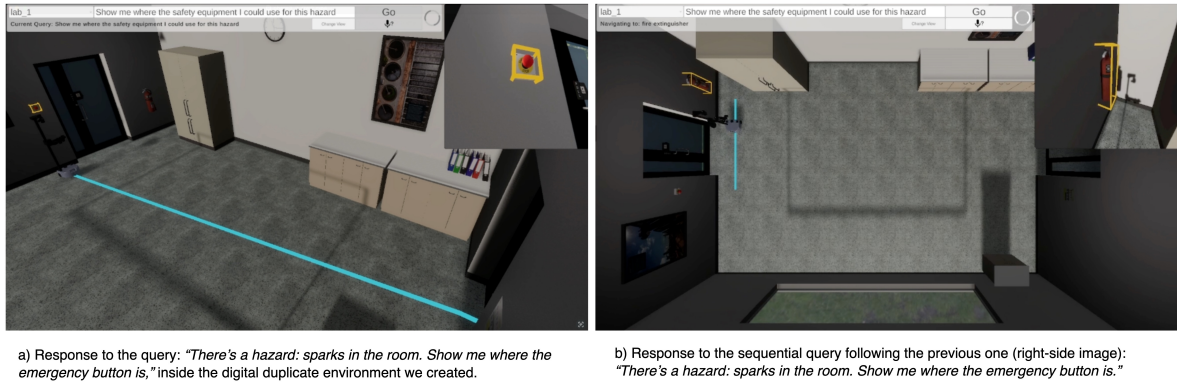 lab_1
Show me where the safety equipment I could use for this hazard
Go
Current Query: Show me where the safety equipment I could use for this hazard
Change View
?
lab_1
Show me where the safety equipment I could use for this hazard
Go
Navigating to: fire extinguisher
Change View
?
a) Response to the query: “There’s a hazard: sparks in the room. Show me where the
emergency button is,” inside the digital duplicate environment we created.
b) Response to the sequential query following the previous one (right-side image):
“There’s a hazard: sparks in the room. Show me where the emergency button is.”